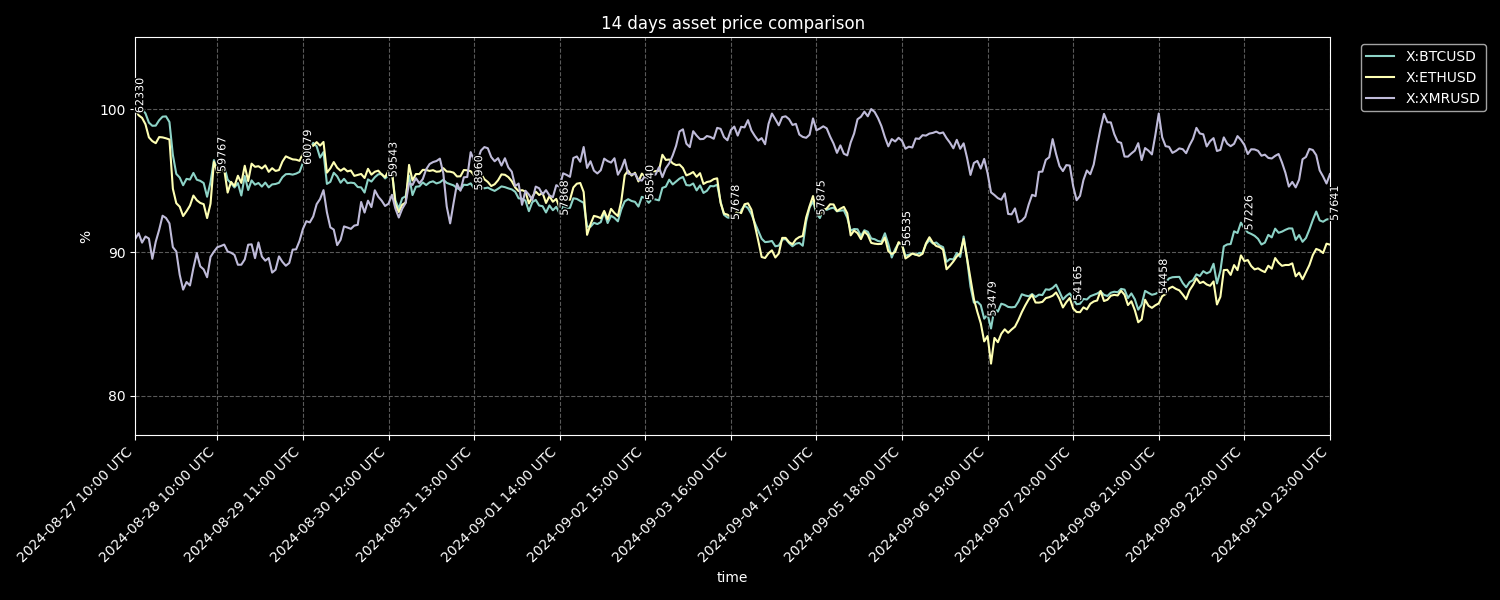 14 days asset price comparison
X:BTCUSD
X:ETHUSD
X:XMRUSD
100
90
80
%
62330
59767
60079
59543
58960
57868
58540
57678
57875
56535
53479
54165
54458
57226
57641
2024-08-27 10:00 UTC
2024-08-28 10:00 UTC
2024-08-29 11:00 UTC
2024-08-30 12:00 UTC
2024-08-31 13:00 UTC
2024-09-01 14:00 UTC
2024-09-02 15:00 UTC
2024-09-03 16:00 UTC
2024-09-04 17:00 UTC
2024-09-05 18:00 UTC
2024-09-06 19:00 UTC
2024-09-07 20:00 UTC
2024-09-08 21:00 UTC
2024-09-09 22:00 UTC
2024-09-10 23:00 UTC
time